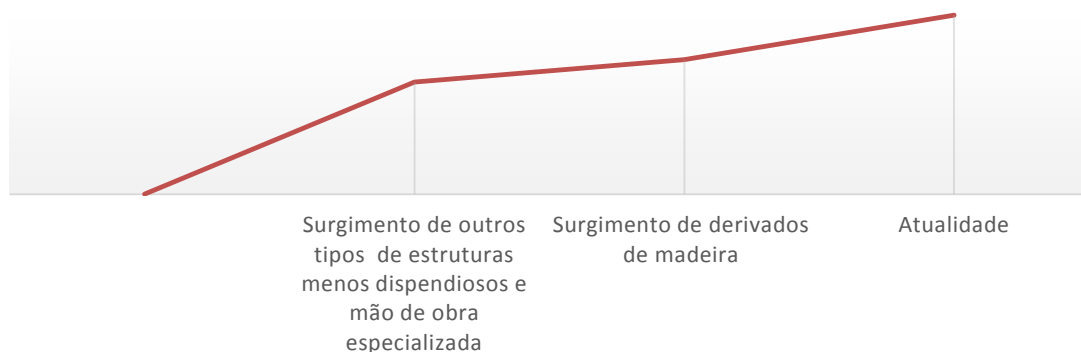 Surgimento de outros
tipos  de estruturas
menos dispendiosos e
mão de obra
especializada
Surgimento de derivados
de madeira
Atualidade